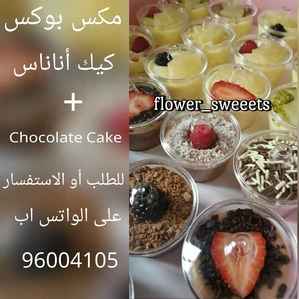 مكس بوكس
كيك أناناس
+
Chocolate Cake
للطلب أو الاستفسار
على الواتس اب
96004105
flower_sweeets